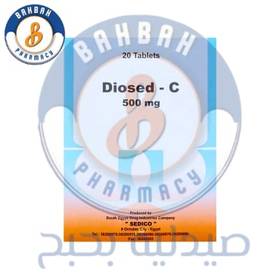 BAHBAH
PHARMACY
20 Tablets
Diosed - C
500 mg
Produced by
South Egypt Drug Industries Company
" SEDICO "
6 October City - Egypt
صيدلية بحبح